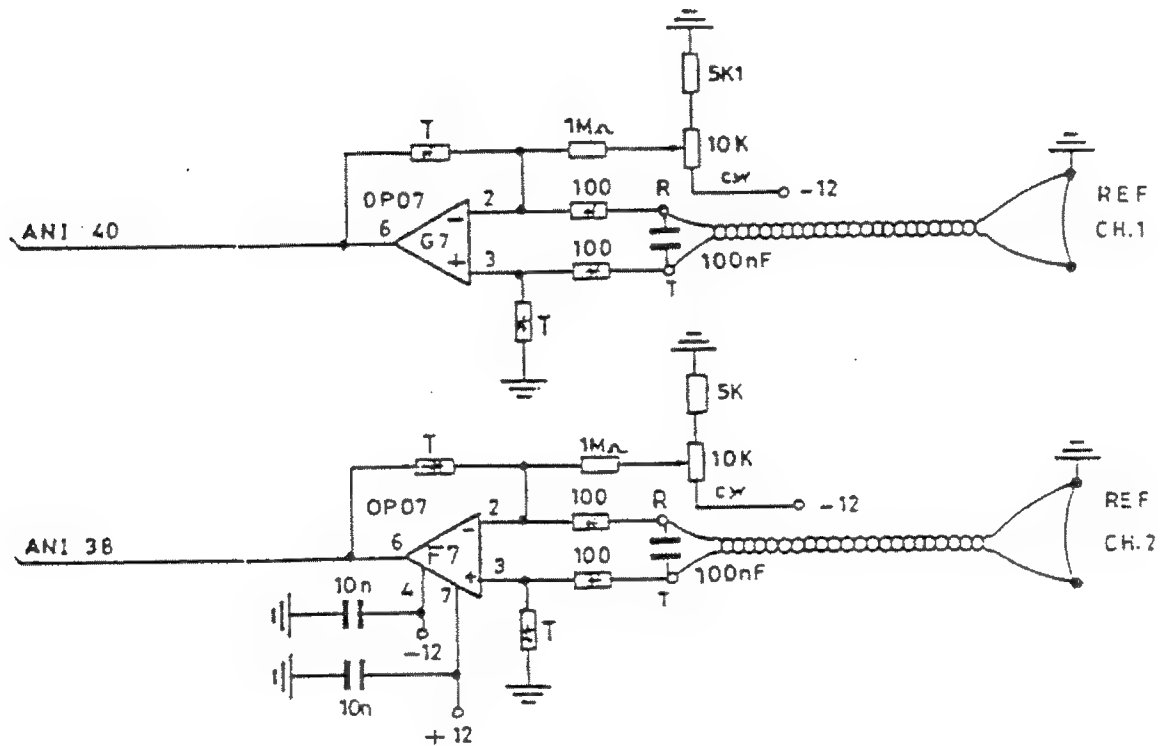 5K1
T
1MΩ
10K
OP07
2
100
R
CW
-12
REF
CH.1
ANI 40
6
G7
-
+
3
100
100nF
T
T
5K
T
1MΩ
10K
OP07
2
100
R
CW
-12
REF
CH.2
ANI 38
6
F7
-
+
3
100
100nF
T
10n
4
7
T
-12
10n
+12